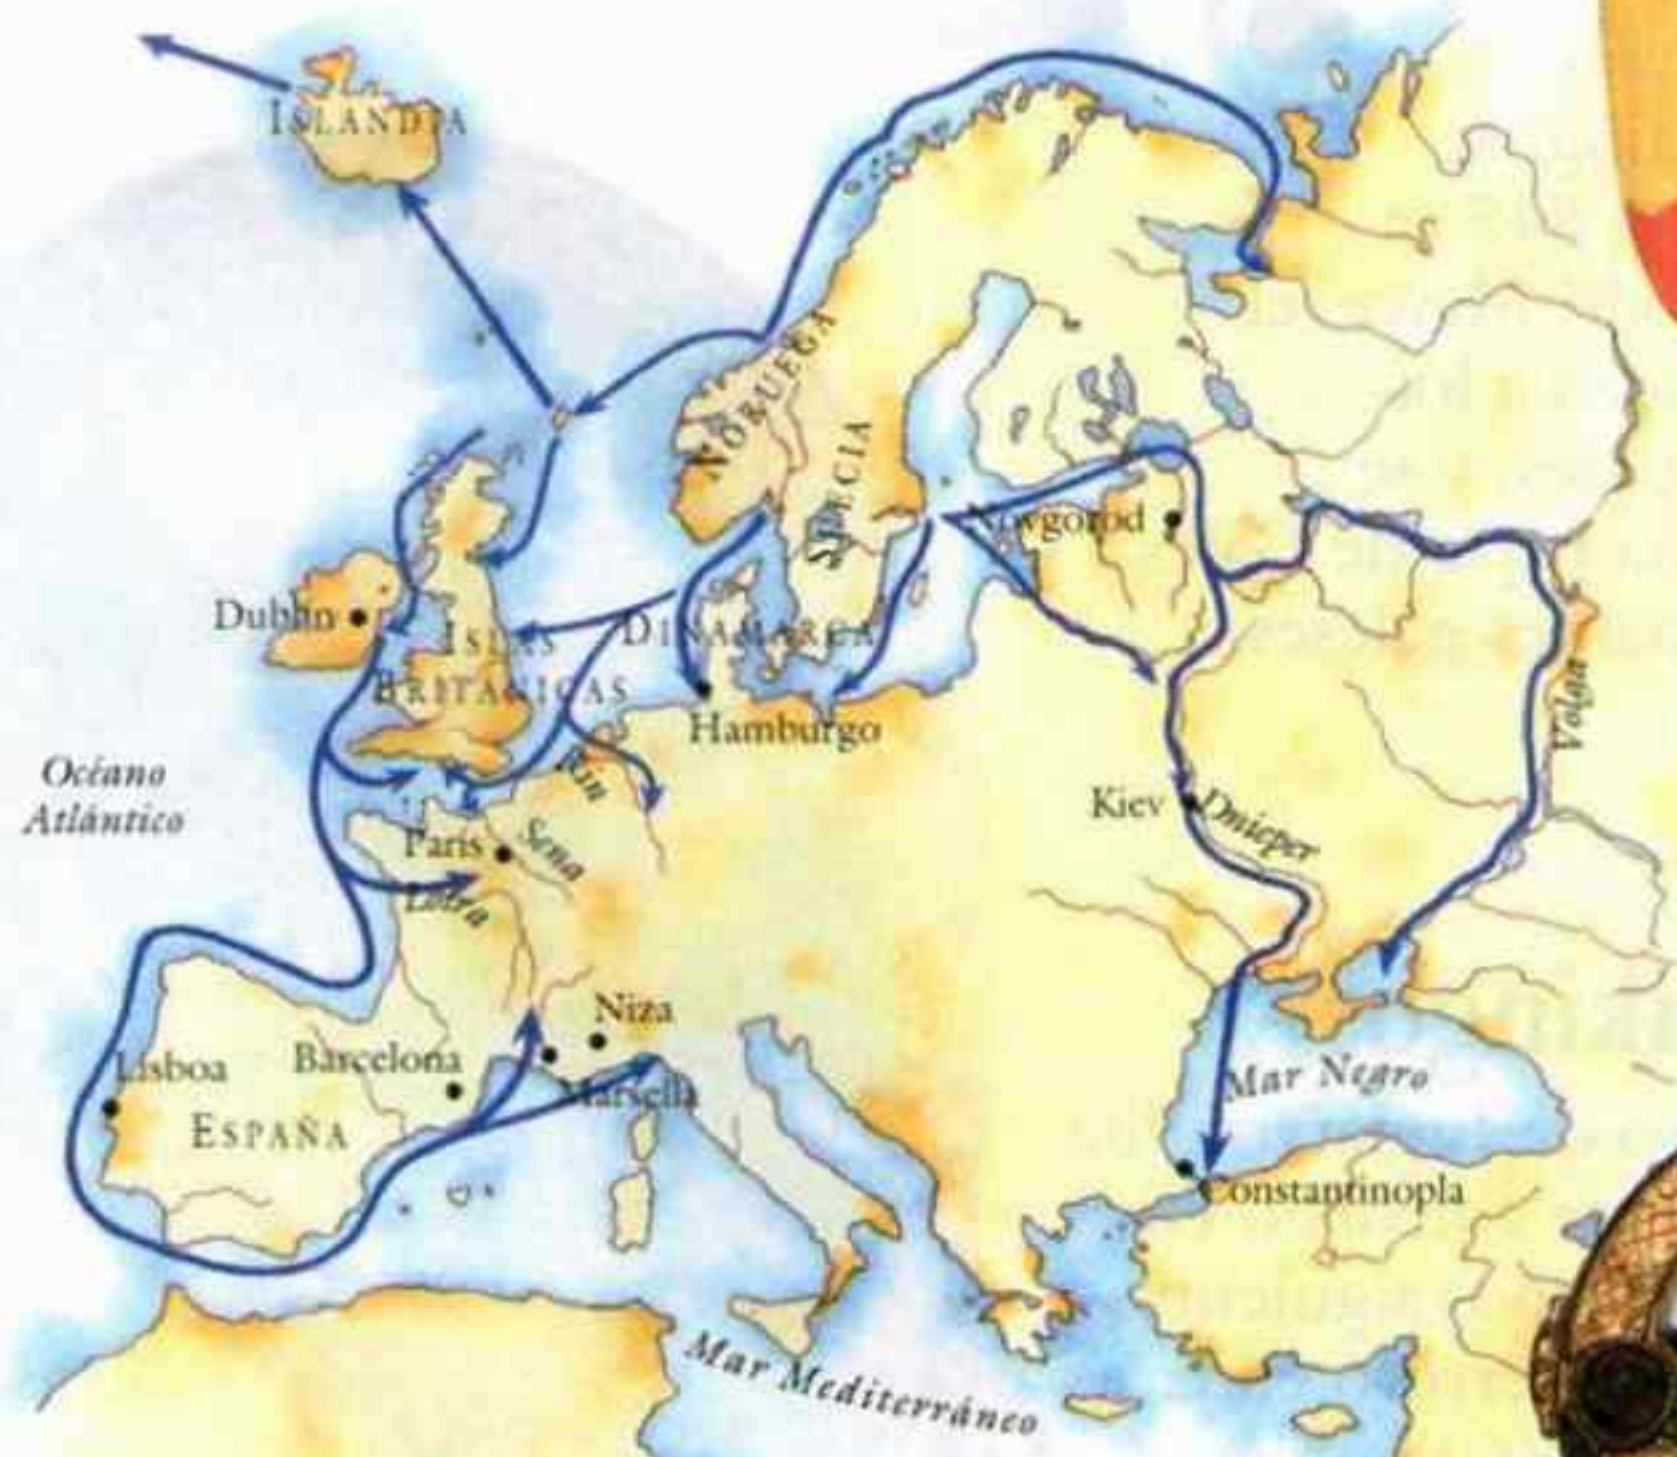 ISLANDIA
NORUEGA
SUECIA
Nowgorod
Dublin
ISLAS
BRITÁNICAS
DINAMARCA
Hamburgo
Océano
Atlántico
Rin
Volga
Kiev
Dnieper
París
Sena
Loira
Niza
Lisboa
Barcelona
Marsella
ESPAÑA
Mar Negro
Constantinopla
Mar Mediterráneo